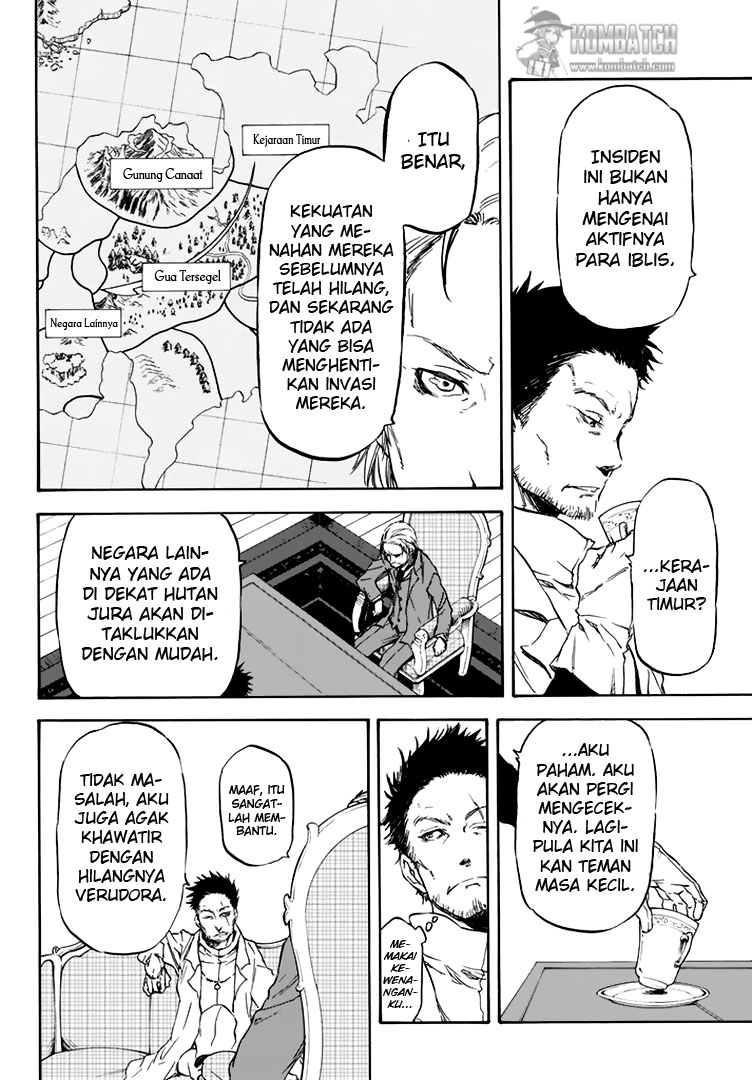 KOMBATCH
www.kombatch.com
INSIDEN
INI BUKAN
HANYA
MENGENAI
AKTIFNYA
PARA IBLIS.
...KERA-
JAAN
TIMUR?
ITU
BENAR,
KEKUATAN
YANG ME-
NAHAN MEREKA
SEBELUMNYA
TELAH HILANG,
DAN SEKARANG
TIDAK ADA
YANG BISA
MENGHENTI-
KAN INVASI
MEREKA.
Kejaraan Timur
Gunung Canaat
Gua Tersegel
Negara Lainnya
NEGARA LAIN-
NYA YANG ADA
DI DEKAT HUTAN
JURA AKAN DI-
TAKLUKKAN
DENGAN MUDAH.
...AKU
PAHAM. AKU
AKAN PERGI
MENGECEK-
NYA. LAGI-
PULA KITA INI
KAN TEMAN
MASA KECIL.
ME-
MAKAI
KE-
WENA-
NGAN-
KU...
MAAF, ITU
SANGAT-
LAH MEM-
BANTU.
TIDAK MA-
SALAH, AKU
JUGA AGAK
KHAWATIR
DENGAN
HILANGNYA
VERUDORA.